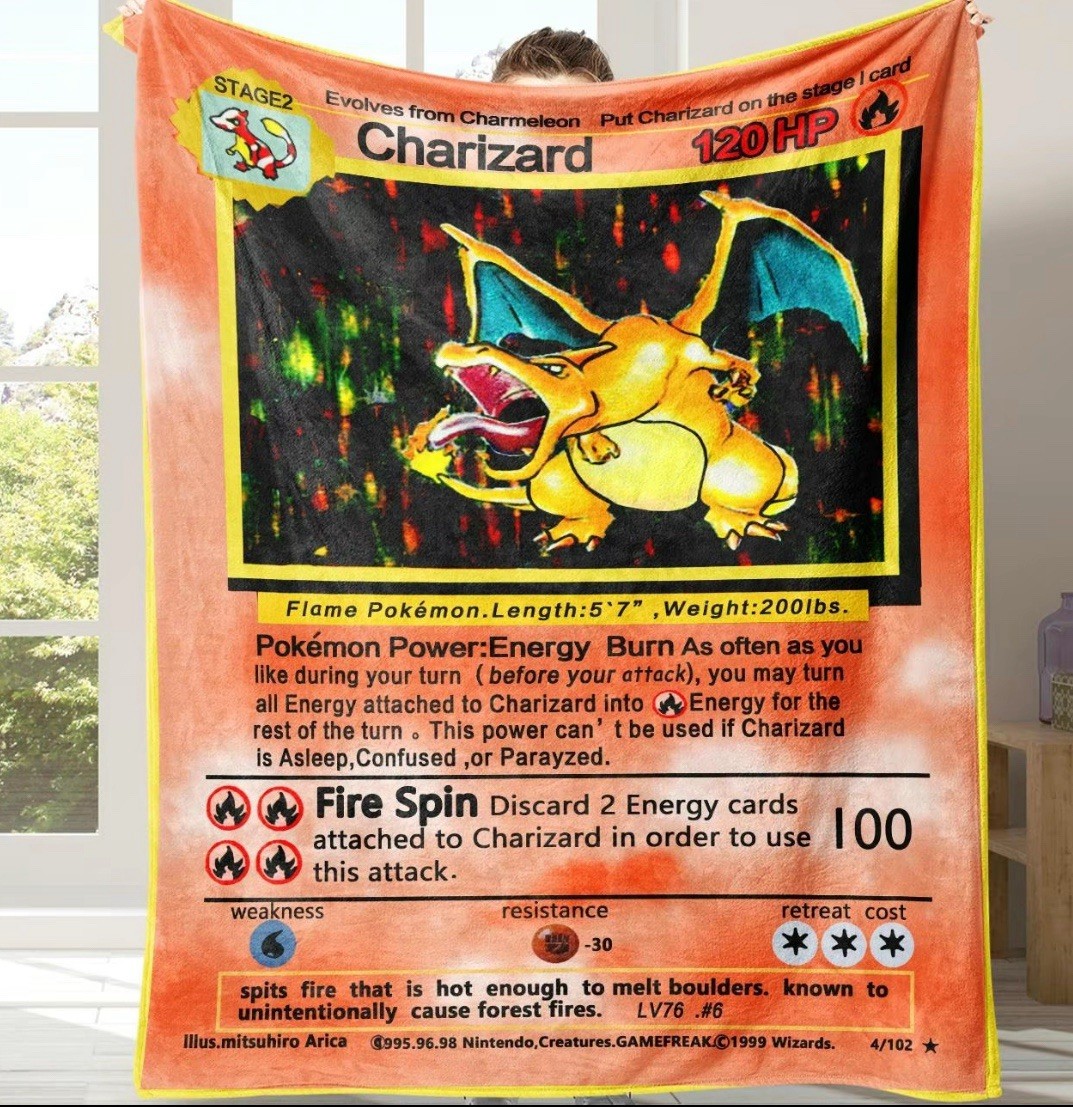 STAGE2
Evolves from Charmeleon Put Charizard on the stage I card
Charizard 120 HP
Flame Pokémon.Length:5`7” ,Weight:200lbs.
Pokémon Power:Energy Burn As often as you
like during your turn ( before your attack), you may turn
all Energy attached to Charizard into Energy for the
rest of the turn 。This power can’ t be used if Charizard
is Asleep,Confused ,or Parayzed.
Fire Spin Discard 2 Energy cards
attached to Charizard in order to use 100
this attack.
weakness resistance retreat cost
-30
spits fire that is hot enough to melt boulders. known to
unintentionally cause forest fires. LV76 .#6
Illus.mitsuhiro Arica ©995.96.98 Nintendo,Creatures.GAMEFREAK.©1999 Wizards. 4/102 ★